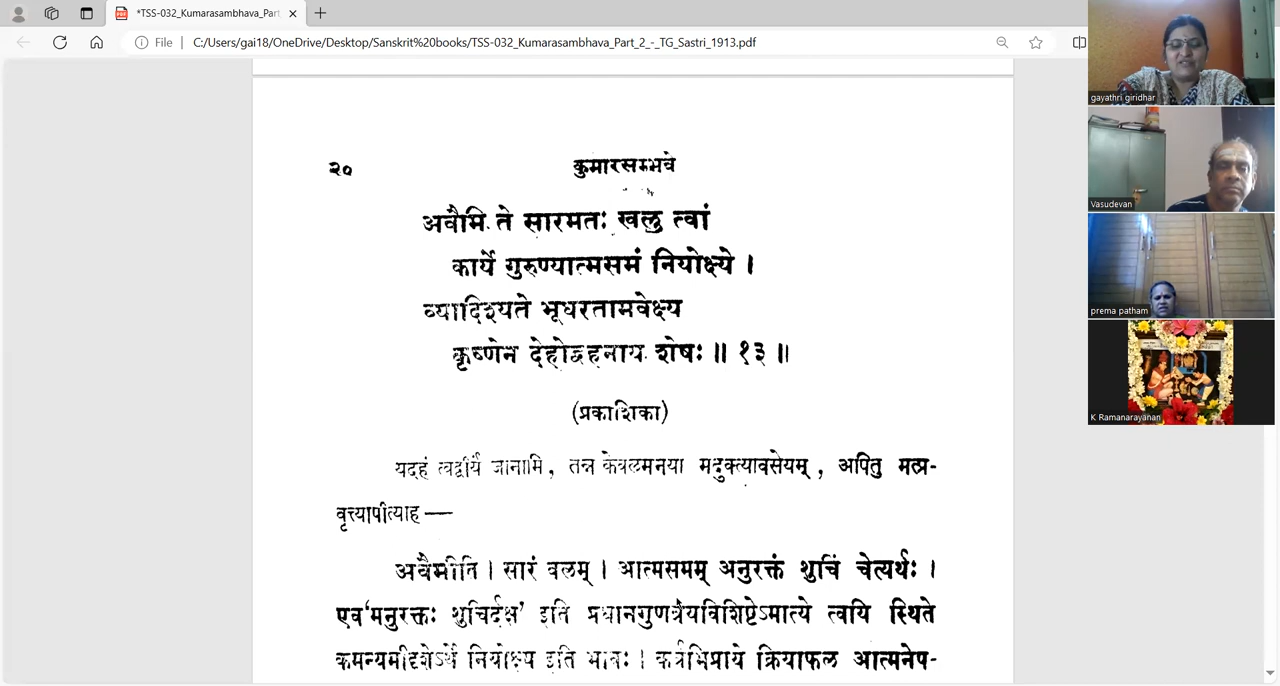 *TSS-032_Kumarasambhava_Part
File
C:/Users/gai18/OneDrive/Desktop/Sanskrit%20books/TSS-032_Kumarasambhava_Part_2_-_TG_Sastri_1913.pdf
२० कुमारसम्भवे
अवैमि ते सारमतः खलु त्वां
कार्ये गुरुण्यात्मसमं नियोक्ष्ये ।
व्यादिश्यते भूधरतामवेक्ष्य
कृष्णेन देहोद्वहनाय शेषः ॥ १३ ॥
(प्रकाशिका)
यदहं त्वद्वीर्यं जानामि, तन्न केवलमनया मदुक्त्यावसेयम्, अपितु मत्प्र-
वृत्त्यापीत्याह —
अवैमीति । सारं बलम् । आत्मसमम् अनुरक्तं शुचिं चेत्यर्थः ।
एव ‘मनुरक्तः शुचिर्दक्ष’ इति प्रधानगुणत्रयविशिष्टेऽमात्ये त्वयि स्थिते
कमन्यमीदृशेऽर्थे नियोक्ष्य इति भावः । कर्त्रभिप्राये क्रियाफल आत्मनेप-
gayathri giridhar
Vasudevan
prema patham
K Ramanarayanan